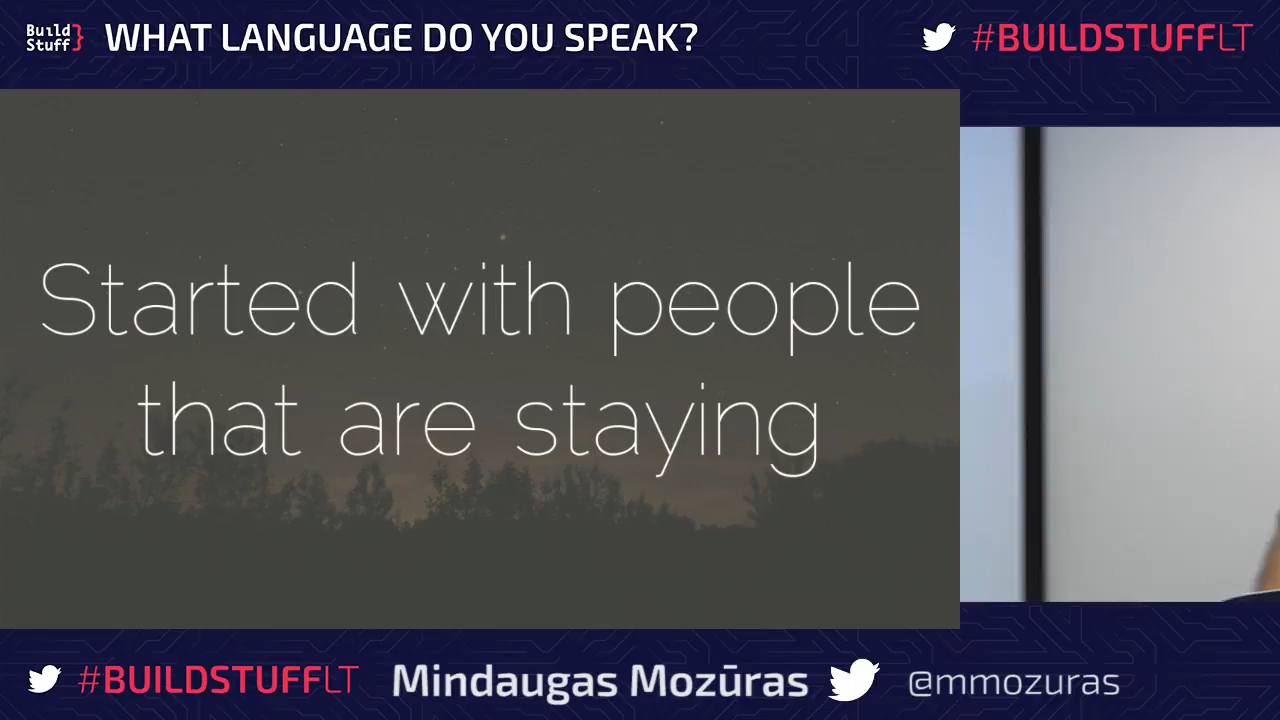 Build
Stuff}
WHAT LANGUAGE DO YOU SPEAK?
#BUILDSTUFFLT
Started with people
that are staying
#BUILDSTUFFLT
Mindaugas Mozūras
@mmozuras